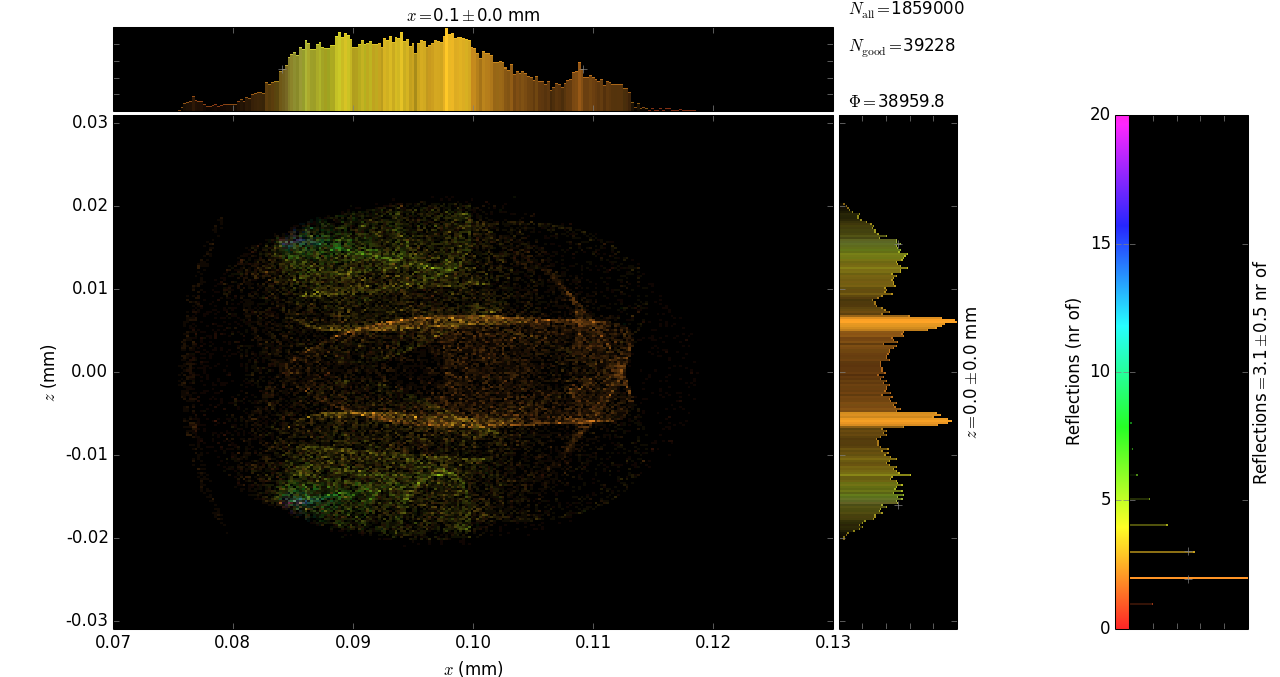 x = 0.1 ± 0.0 mm
N_all = 1859000
N_good = 39228
Φ = 38959.8
0.03
0.02
0.01
0.00
-0.01
-0.02
-0.03
z (mm)
0.07
0.08
0.09
0.10
0.11
0.12
0.13
x (mm)
z = 0.0 ± 0.0 mm
20
15
10
5
0
Reflections (nr of)
Reflections = 3.1 ± 0.5 nr of